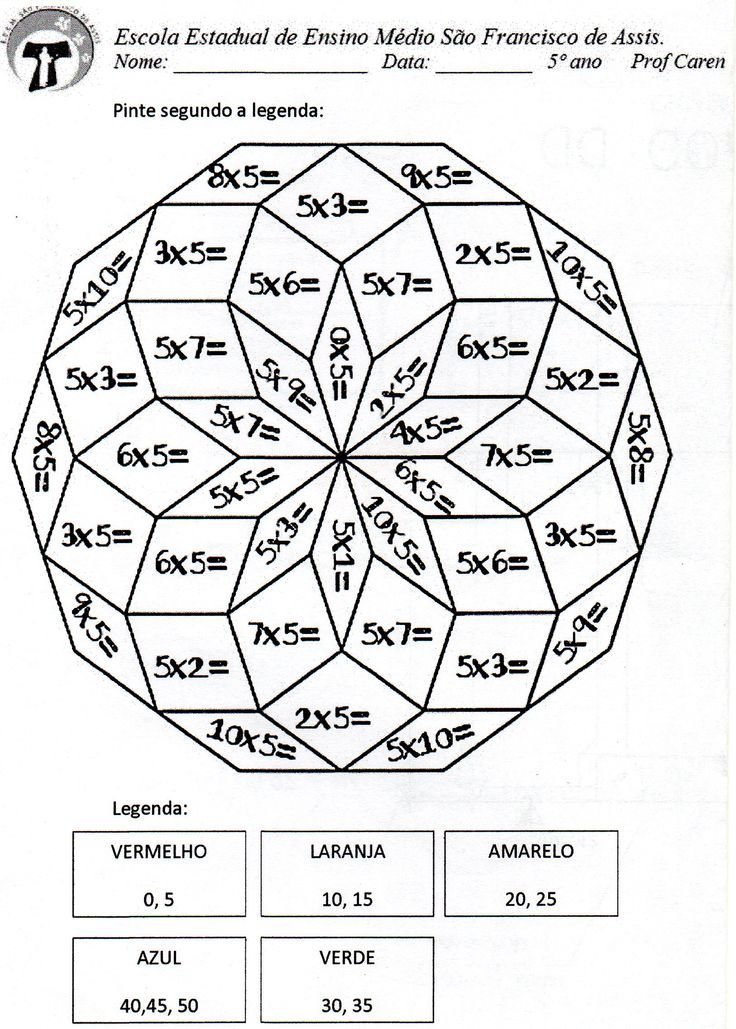 Escola Estadual de Ensino Médio São Francisco de Assis.
Nome: ____________________ Data: __________ 5º ano Prof Caren
Pinte segundo a legenda:
8x5= 9x5=
5x3=
3x5= 2x5=
5x10= 10x5=
5x6= 5x7=
5x7= 0x5= 6x5=
5x3= 5x9= 2x5= 5x2=
5x7= 4x5=
8x5= 6x5= 7x5= 5x8=
5x5= 6x5=
3x5= 5x3= 10x5= 3x5=
6x5= 5x1= 5x6=
9x5= 7x5= 5x7= 5x9=
5x2= 5x3=
2x5=
10x5= 5x10=
Legenda:
VERMELHO LARANJA AMARELO
0, 5 10, 15 20, 25
AZUL VERDE
40,45, 50 30, 35